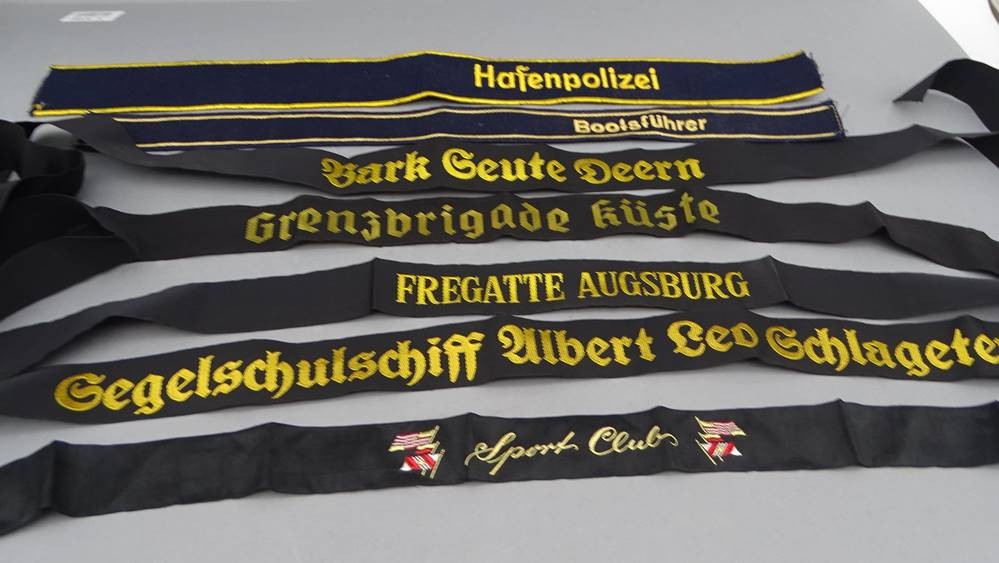 Hafenpolizei
Bootsführer
Bark Seute Deern
Grenzbrigade Küste
FREGATTE AUGSBURG
Segelschulschiff Albert Leo Schlageter
Sport Club